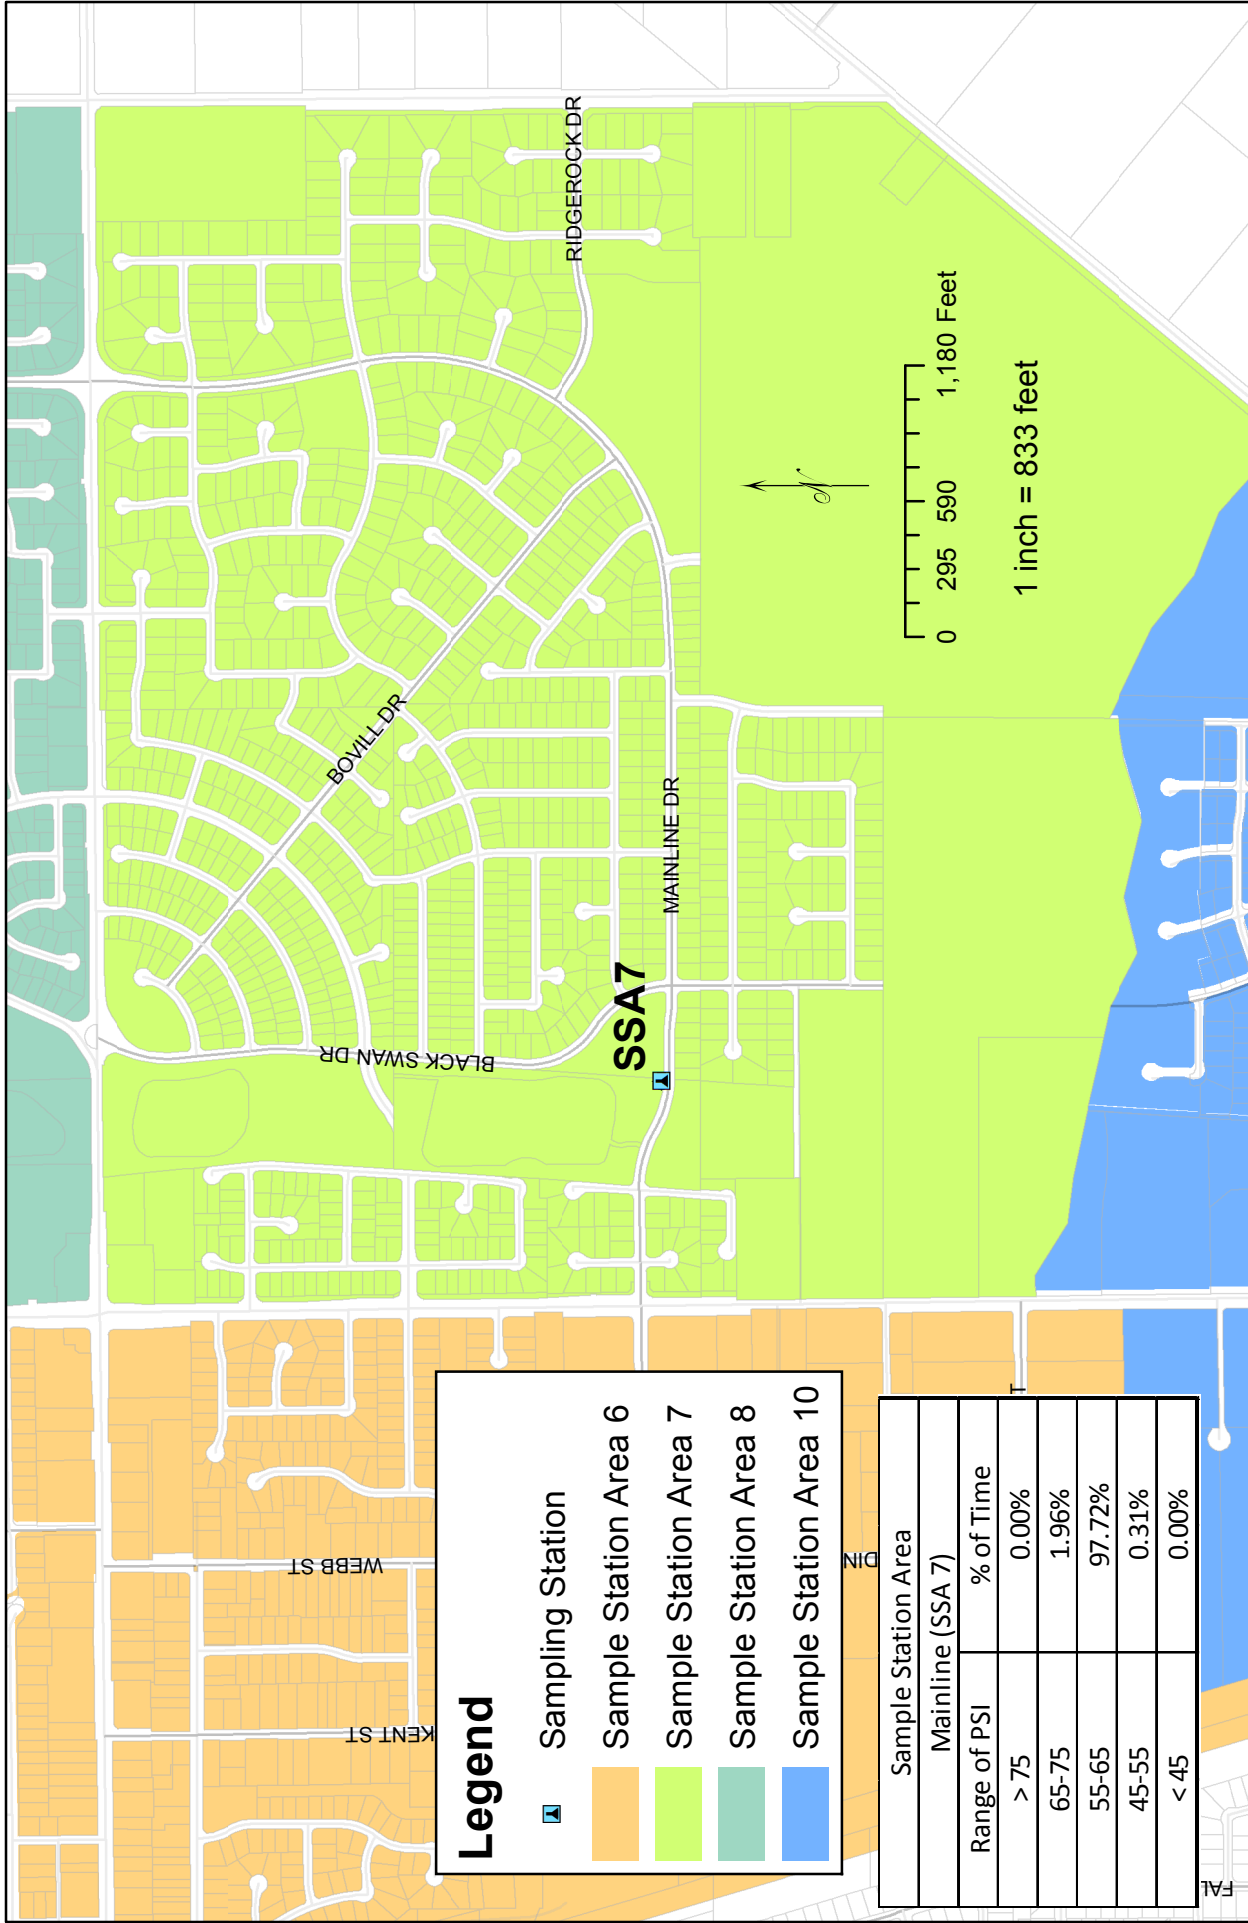 RIDGEROCK DR
BOVILL DR
MAINLINE DR
BLACK SWAN DR
SSA7
WEBB ST
KENT ST
DIN
T
FAL
N
0 295 590 1,180 Feet
1 inch = 833 feet
Legend
Sampling Station
Sample Station Area 6
Sample Station Area 7
Sample Station Area 8
Sample Station Area 10
Sample Station Area
Mainline (SSA 7)
Range of PSI % of Time
> 75 0.00%
65-75 1.96%
55-65 97.72%
45-55 0.31%
< 45 0.00%